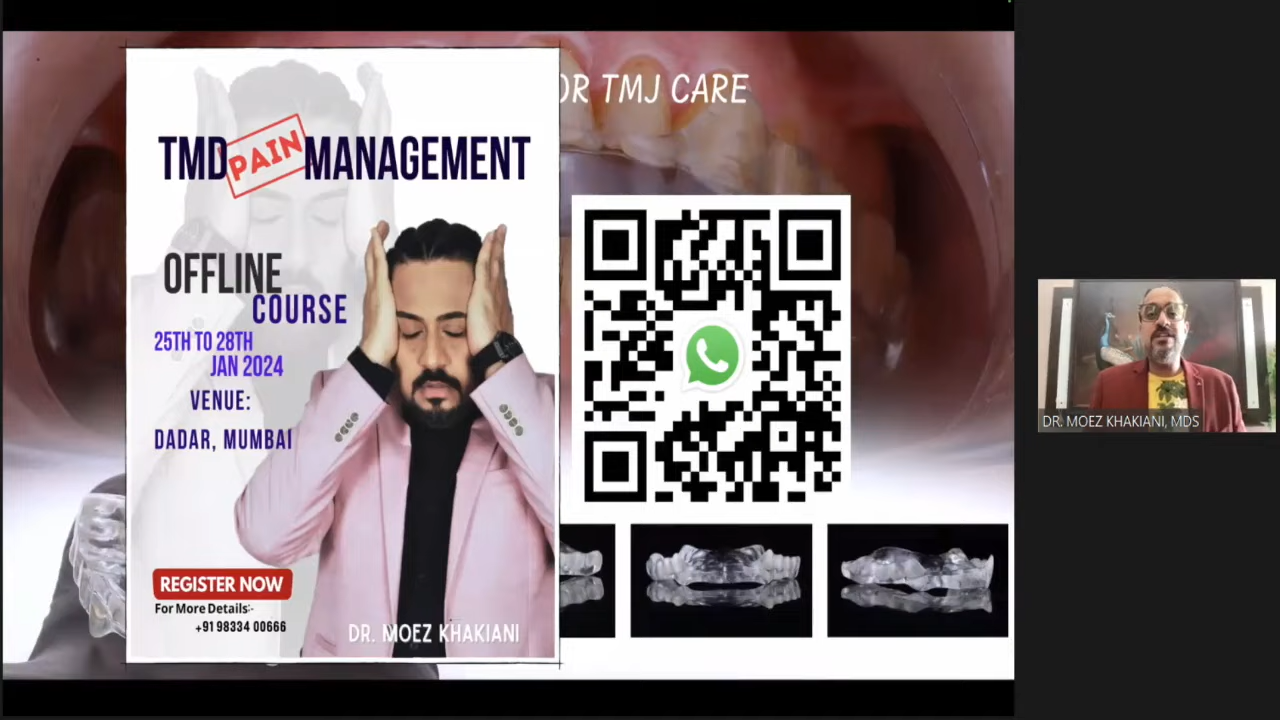 OR TMJ CARE
TMD PAIN MANAGEMENT
OFFLINE
COURSE
25TH TO 28TH
JAN 2024
VENUE:
DADAR, MUMBAI
REGISTER NOW
For More Details:-
+91 98334 00666
DR. MOEZ KHAKIANI
DR. MOEZ KHAKIANI, MDS